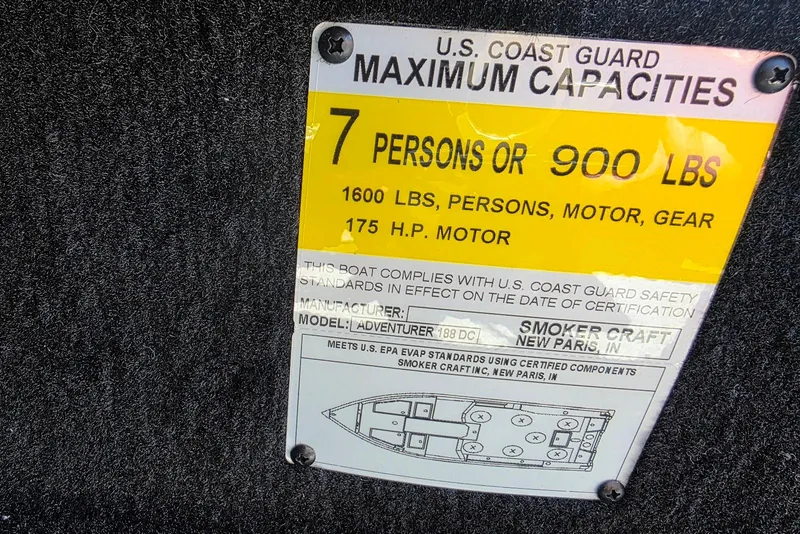 U.S. COAST GUARD
MAXIMUM CAPACITIES
7 PERSONS OR 900 LBS
1600 LBS, PERSONS, MOTOR, GEAR
175 H.P. MOTOR
THIS BOAT COMPLIES WITH U.S. COAST GUARD SAFETY
STANDARDS IN EFFECT ON THE DATE OF CERTIFICATION
MANUFACTURER:
MODEL: ADVENTURER 188 DC
SMOKER CRAFT
NEW PARIS, IN
MEETS U.S. EPA EVAP STANDARDS USING CERTIFIED COMPONENTS
SMOKER CRAFT INC, NEW PARIS, IN